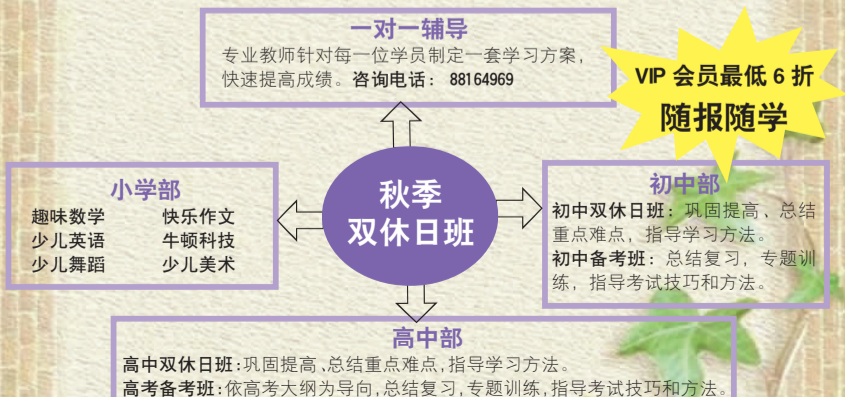 一对一辅导
专业教师针对每一位学员制定一套学习方案，
快速提高成绩。咨询电话： 88164969
VIP 会员最低 6 折
随报随学
小学部
趣味数学 快乐作文
少儿英语 牛顿科技
少儿舞蹈 少儿美术
秋季
双休日班
初中部
初中双休日班：巩固提高、总结
重点难点，指导学习方法。
初中备考班：总结复习，专题训
练，指导考试技巧和方法。
高中部
高中双休日班:巩固提高、总结重点难点,指导学习方法。
高考备考班:依高考大纲为导向,总结复习,专题训练,指导考试技巧和方法。